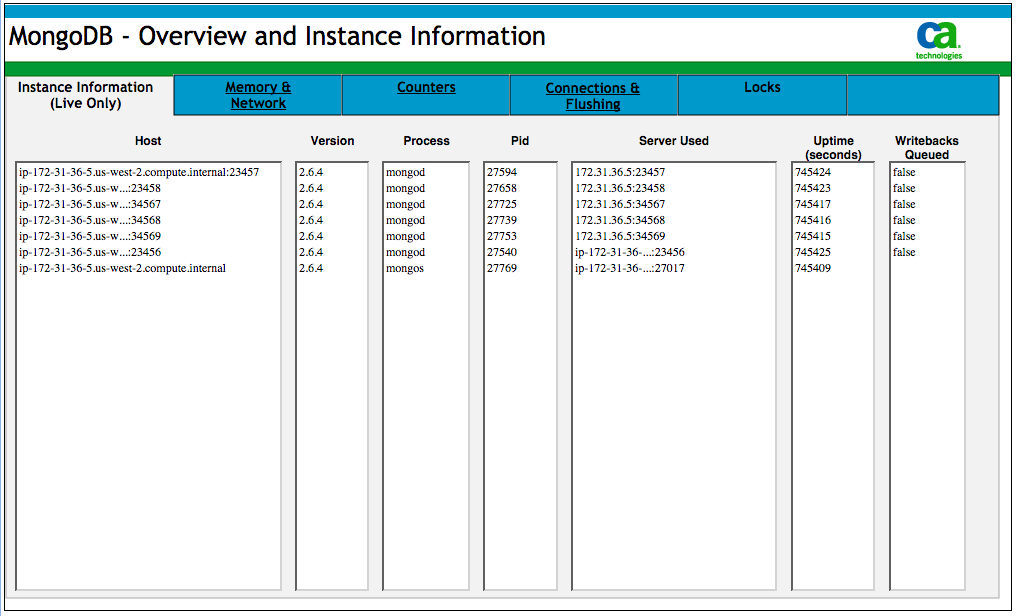 MongoDB - Overview and Instance Information
ca
technologies
Instance Information
(Live Only)
Memory &
Network
Counters
Connections &
Flushing
Locks
Host Version Process Pid Server Used Uptime
(seconds) Writebacks
Queued
ip-172-31-36-5.us-west-2.compute.internal:23457 2.6.4 mongod 27594 172.31.36.5:23457 745424 false
ip-172-31-36-5.us-w...:23458 2.6.4 mongod 27658 172.31.36.5:23458 745423 false
ip-172-31-36-5.us-w...:34567 2.6.4 mongod 27725 172.31.36.5:34567 745417 false
ip-172-31-36-5.us-w...:34568 2.6.4 mongod 27739 172.31.36.5:34568 745416 false
ip-172-31-36-5.us-w...:34569 2.6.4 mongod 27753 172.31.36.5:34569 745415 false
ip-172-31-36-5.us-w...:23456 2.6.4 mongod 27540 ip-172-31-36-...:23456 745425 false
ip-172-31-36-5.us-west-2.compute.internal 2.6.4 mongos 27769 ip-172-31-36-...:27017 745409